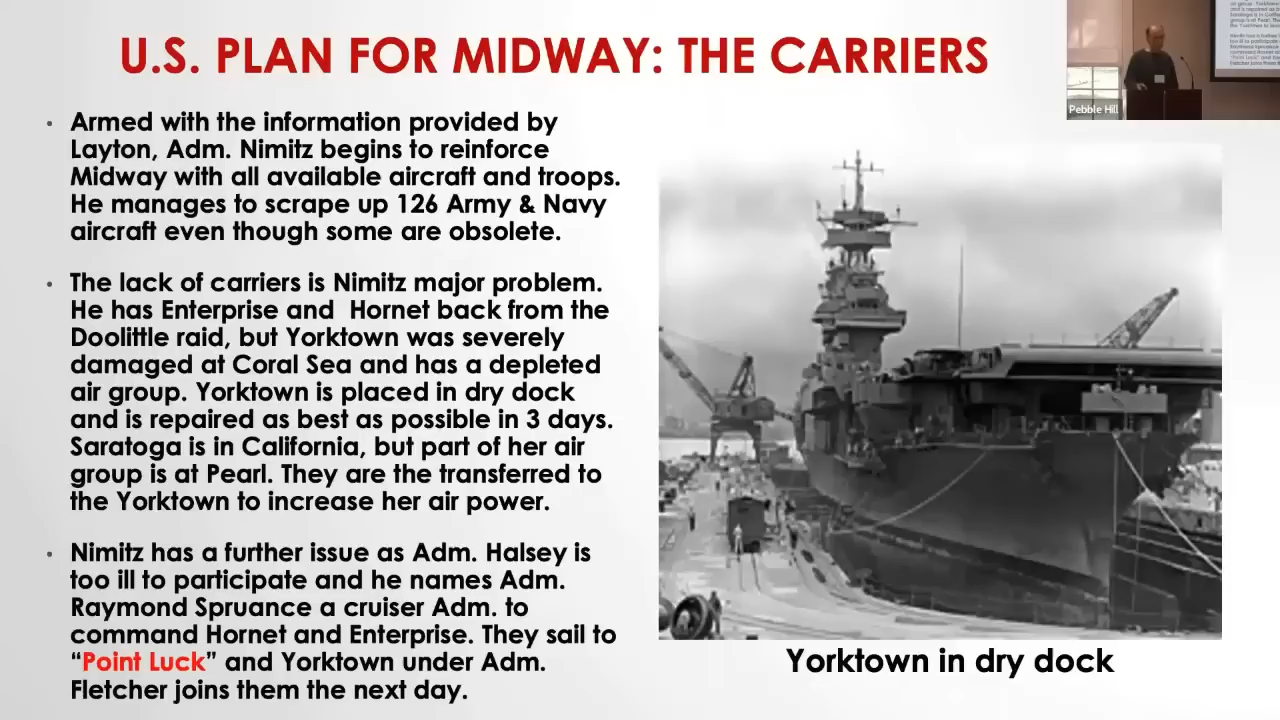 U.S. PLAN FOR MIDWAY: THE CARRIERS
Armed with the information provided by
Layton, Adm. Nimitz begins to reinforce
Midway with all available aircraft and troops.
He manages to scrape up 126 Army & Navy
aircraft even though some are obsolete.
The lack of carriers is Nimitz major problem.
He has Enterprise and  Hornet back from the
Doolittle raid, but Yorktown was severely
damaged at Coral Sea and has a depleted
air group. Yorktown is placed in dry dock
and is repaired as best as possible in 3 days.
Saratoga is in California, but part of her air
group is at Pearl. They are the transferred to
the Yorktown to increase her air power.
Nimitz has a further issue as Adm. Halsey is
too ill to participate and he names Adm.
Raymond Spruance a cruiser Adm. to
command Hornet and Enterprise. They sail to
“Point Luck” and Yorktown under Adm.
Fletcher joins them the next day.
Yorktown in dry dock
Pebble Hill